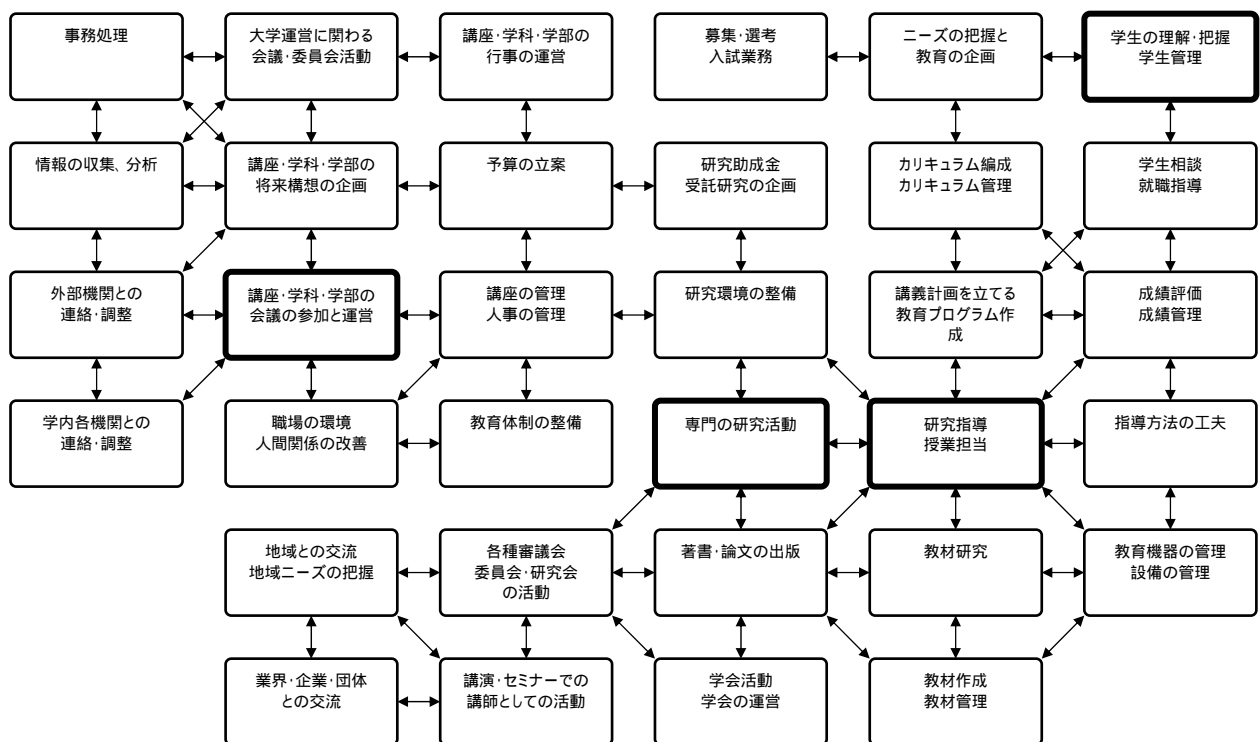 事務処理
大学運営に関わる
会議・委員会活動
講座・学科・学部の
行事の運営
募集・選考
入試業務
ニーズの把握と
教育の企画
学生の理解・把握
学生管理
情報の収集、分析
講座・学科・学部の
将来構想の企画
予算の立案
研究助成金
受託研究の企画
カリキュラム編成
カリキュラム管理
学生相談
就職指導
外部機関との
連絡・調整
講座・学科・学部の
会議の参加と運営
講座の管理
人事の管理
研究環境の整備
講義計画を立てる
教育プログラム作
成
成績評価
成績管理
学内各機関との
連絡・調整
職場の環境
人間関係の改善
教育体制の整備
専門の研究活動
研究指導
授業担当
指導方法の工夫
地域との交流
地域ニーズの把握
各種審議会
委員会・研究会
の活動
著書・論文の出版
教材研究
教育機器の管理
設備の管理
業界・企業・団体
との交流
講演・セミナーでの
講師としての活動
学会活動
学会の運営
教材作成
教材管理